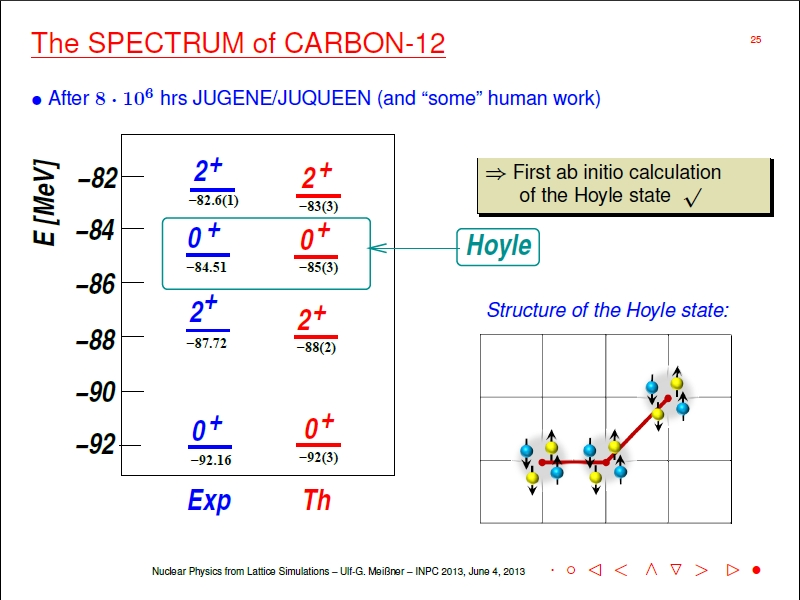 The SPECTRUM of CARBON-12
25
• After 8 · 10⁶ hrs JUGENE/JUQUEEN (and “some” human work)
E [MeV]
−82
−84
−86
−88
−90
−92
2⁺
−82.6(1)
2⁺
−83(3)
0⁺
−84.51
0⁺
−85(3)
2⁺
−87.72
2⁺
−88(2)
0⁺
−92.16
0⁺
−92(3)
Exp
Th
Hoyle
⇒ First ab initio calculation
of the Hoyle state √
Structure of the Hoyle state:
Nuclear Physics from Lattice Simulations – Ulf-G. Meißner – INPC 2013, June 4, 2013